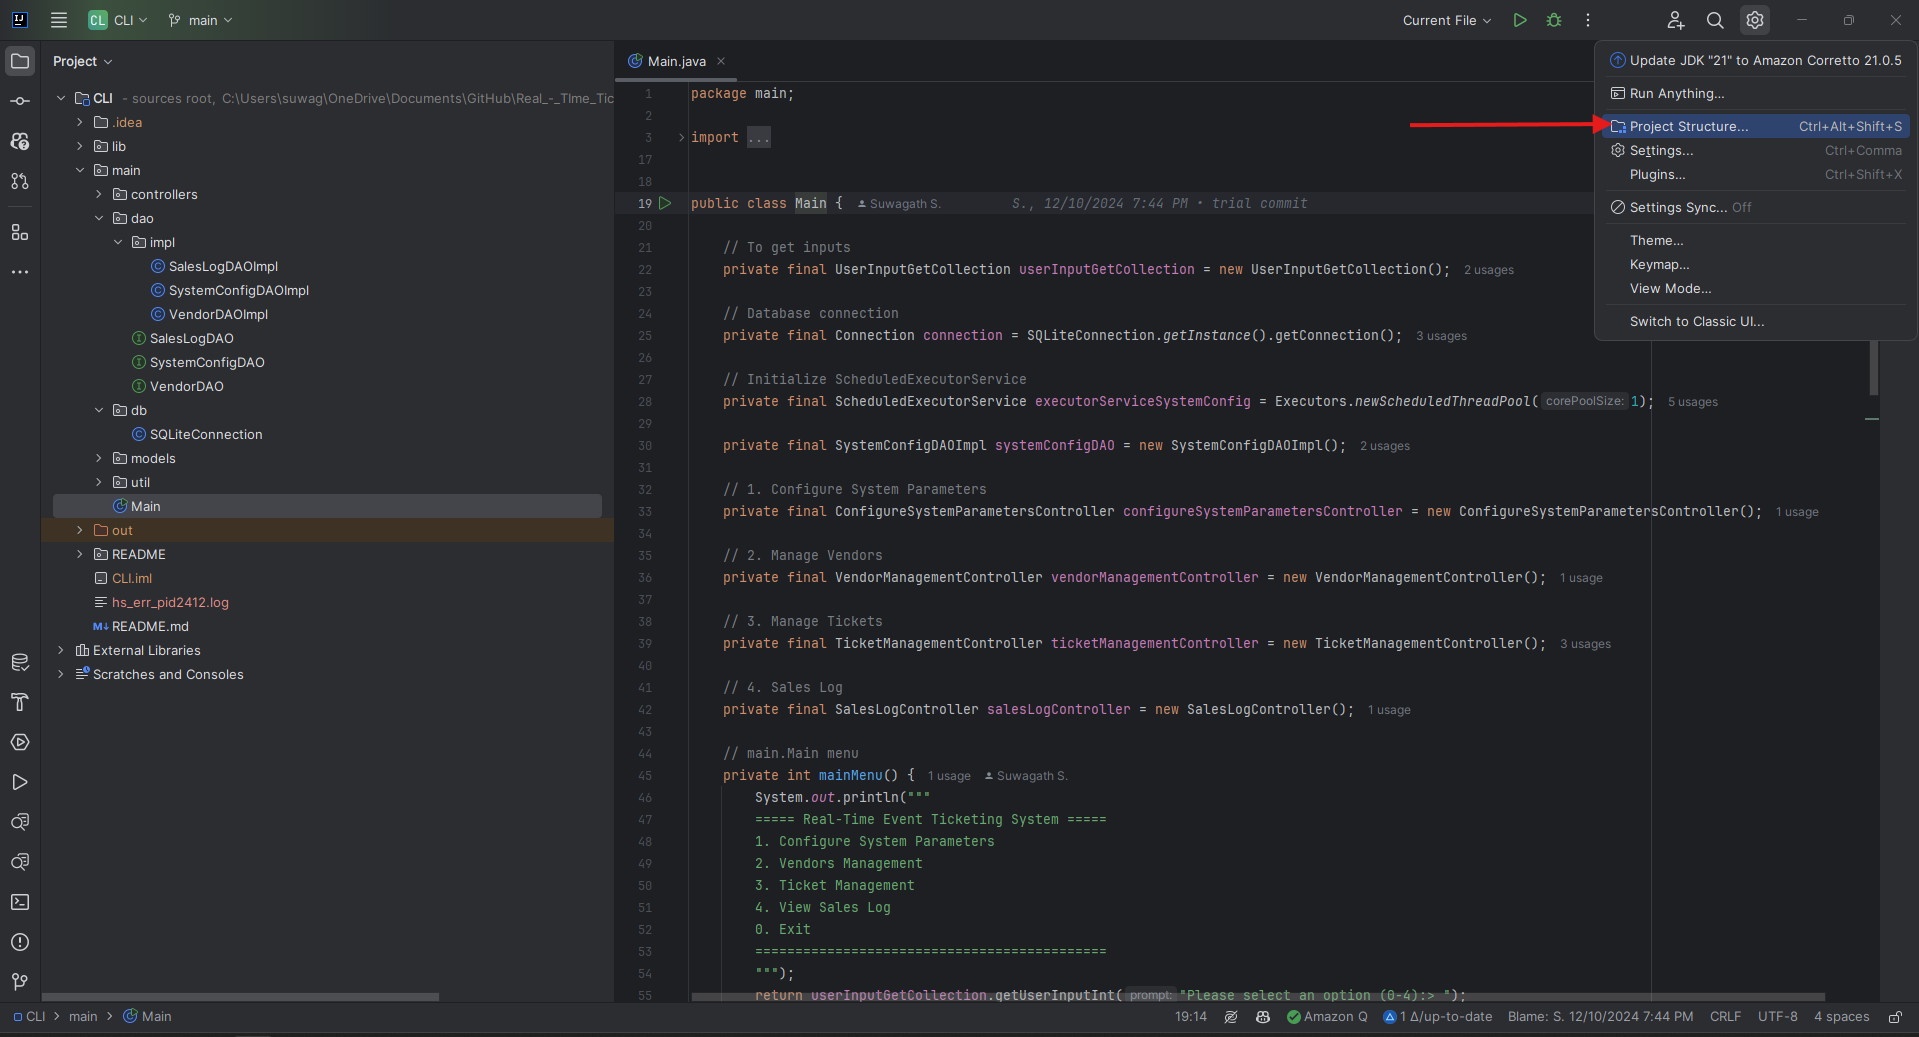 IJ
CL CLI main
Current File
Project
CLI - sources root, C:\Users\suwag\OneDrive\Documents\GitHub\Real_-_TIme_Tic
.idea
lib
main
controllers
dao
impl
SalesLogDAOImpl
SystemConfigDAOImpl
VendorDAOImpl
SalesLogDAO
SystemConfigDAO
VendorDAO
db
SQLiteConnection
models
util
Main
out
README
CLI.iml
hs_err_pid2412.log
M↓ README.md
External Libraries
Scratches and Consoles
Main.java
1 package main;
2
3 import ...
17
18
19 public class Main { Suwagath S. S., 12/10/2024 7:44 PM • trial commit
20
21 // To get inputs
22 private final UserInputGetCollection userInputGetCollection = new UserInputGetCollection(); 2 usages
23
24 // Database connection
25 private final Connection connection = SQLiteConnection.getInstance().getConnection(); 3 usages
26
27 // Initialize ScheduledExecutorService
28 private final ScheduledExecutorService executorServiceSystemConfig = Executors.newScheduledThreadPool( corePoolSize: 1); 5 usages
29
30 private final SystemConfigDAOImpl systemConfigDAO = new SystemConfigDAOImpl(); 2 usages
31
32 // 1. Configure System Parameters
33 private final ConfigureSystemParametersController configureSystemParametersController = new ConfigureSystemParametersController(); 1 usage
34
35 // 2. Manage Vendors
36 private final VendorManagementController vendorManagementController = new VendorManagementController(); 1 usage
37
38 // 3. Manage Tickets
39 private final TicketManagementController ticketManagementController = new TicketManagementController(); 3 usages
40
41 // 4. Sales Log
42 private final SalesLogController salesLogController = new SalesLogController(); 1 usage
43
44 // main.Main menu
45 private int mainMenu() { 1 usage Suwagath S.
46 System.out.println("""
47 ===== Real-Time Event Ticketing System =====
48 1. Configure System Parameters
49 2. Vendors Management
50 3. Ticket Management
51 4. View Sales Log
52 0. Exit
53 ============================================
54 """);
55 return userInputGetCollection.getUserInputInt( prompt: "Please select an option (0-4):> ");
Update JDK "21" to Amazon Corretto 21.0.5
Run Anything...
Project Structure... Ctrl+Alt+Shift+S
Settings... Ctrl+Comma
Plugins... Ctrl+Shift+X
Settings Sync... Off
Theme...
Keymap...
View Mode...
Switch to Classic UI...
CLI > main > Main
19:14 Amazon Q 1 Δ/up-to-date Blame: S. 12/10/2024 7:44 PM CRLF UTF-8 4 spaces